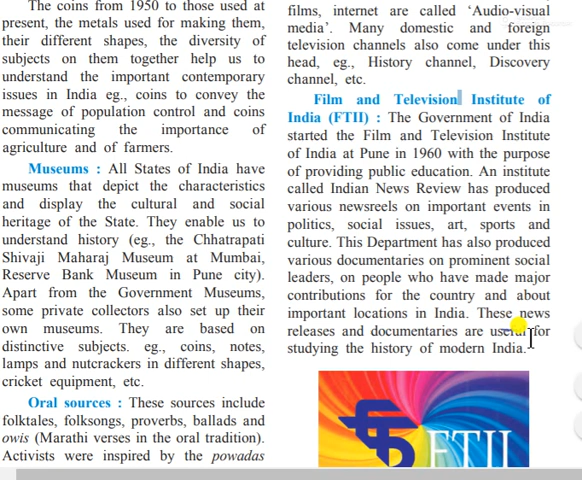 The coins from 1950 to those used at
present, the metals used for making them,
their different shapes, the diversity of
subjects on them together help us to
understand the important contemporary
issues in India eg., coins to convey the
message of population control and coins
communicating the importance of
agriculture and of farmers.
Museums : All States of India have
museums that depict the characteristics
and display the cultural and social
heritage of the State. They enable us to
understand history (eg., the Chhatrapati
Shivaji Maharaj Museum at Mumbai,
Reserve Bank Museum in Pune city).
Apart from the Government Museums,
some private collectors also set up their
own museums. They are based on
distinctive subjects. eg., coins, notes,
lamps and nutcrackers in different shapes,
cricket equipment, etc.
Oral sources : These sources include
folktales, folksongs, proverbs, ballads and
owis (Marathi verses in the oral tradition).
Activists were inspired by the powadas
films, internet are called ‘Audio-visual
media’. Many domestic and foreign
television channels also come under this
head, eg., History channel, Discovery
channel, etc.
Film and Television Institute of
India (FTII) : The Government of India
started the Film and Television Institute
of India at Pune in 1960 with the purpose
of providing public education. An institute
called Indian News Review has produced
various newsreels on important events in
politics, social issues, art, sports and
culture. This Department has also produced
various documentaries on prominent social
leaders, on people who have made major
contributions for the country and about
important locations in India. These news
releases and documentaries are useful for
studying the history of modern India.
FTII